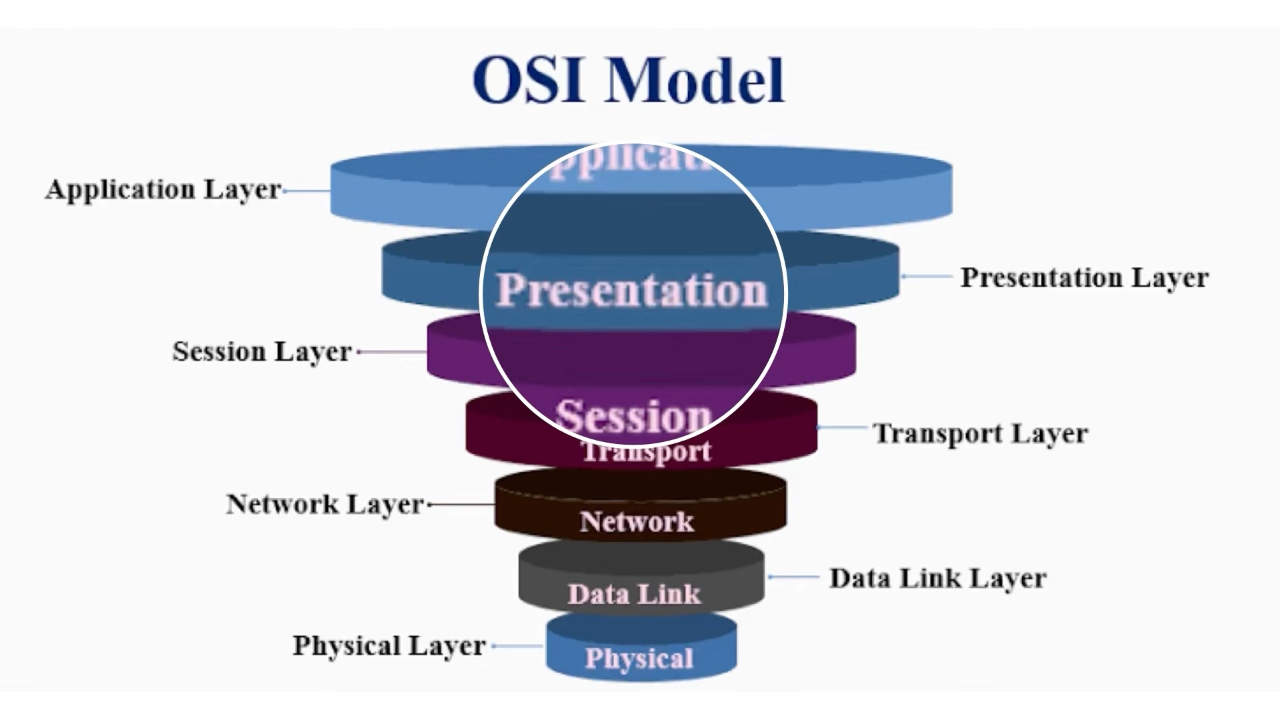 OSI Model
Application Layer
Presentation
Presentation Layer
Session Layer
Session
Transport
Transport Layer
Network Layer
Network
Data Link
Data Link Layer
Physical Layer
Physical